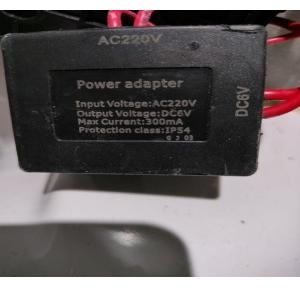 AC220V
Power adapter
Input Voltage:AC220V
Output Voltage:DC6V
Max Current:300mA
Protection class:IP54
DC6V